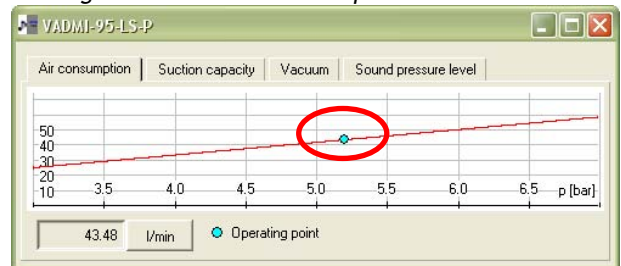 VADMI-95-LS-P
Air consumption Suction capacity Vacuum Sound pressure level
50
40
30
20
10 3.5 4.0 4.5 5.0 5.5 6.0 6.5 p [bar]
43.48 l/min Operating point